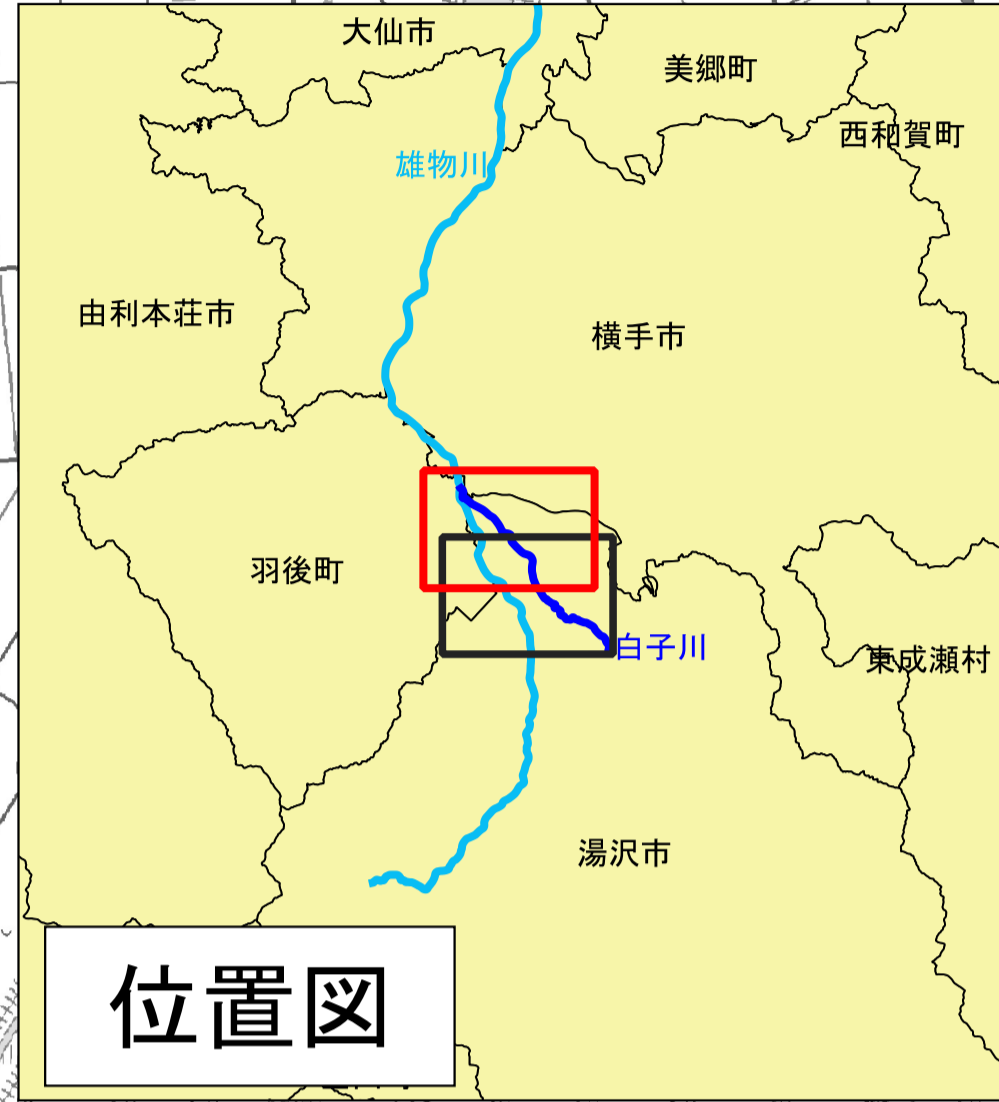 大仙市
美郷町
西和賀町
雄物川
由利本荘市
横手市
羽後町
白子川
東成瀬村
湯沢市
位置図